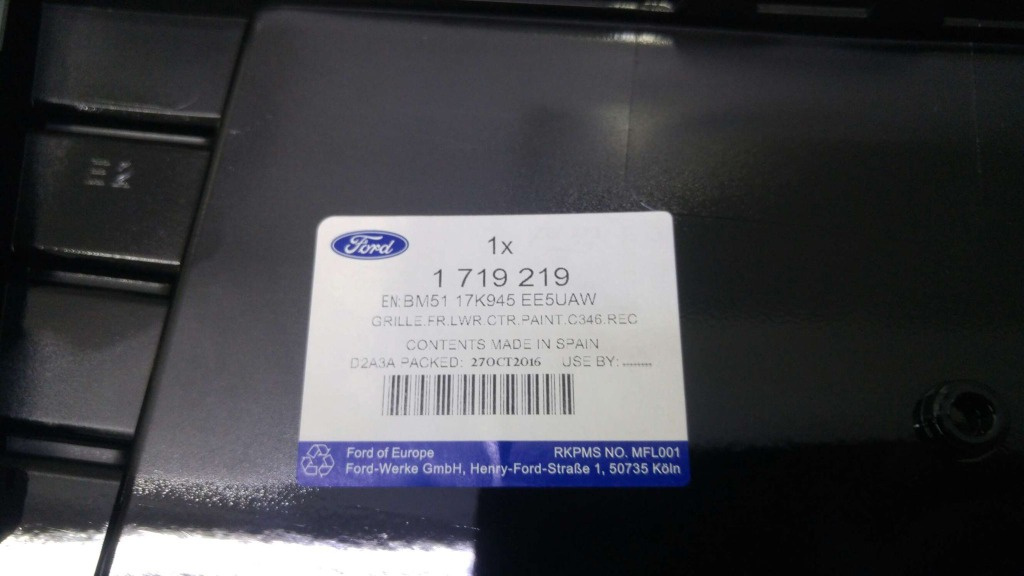 Ford
1x
1 719 219
EN:BM51 17K945 EE5UAW
GRILLE.FR.LWR.CTR.PAINT.C346.REC
CONTENTS MADE IN SPAIN
D2A3A PACKED: 27OCT2016 USE BY: --------
Ford of Europe RKPMS NO. MFL001
Ford-Werke GmbH, Henry-Ford-Straße 1, 50735 Köln